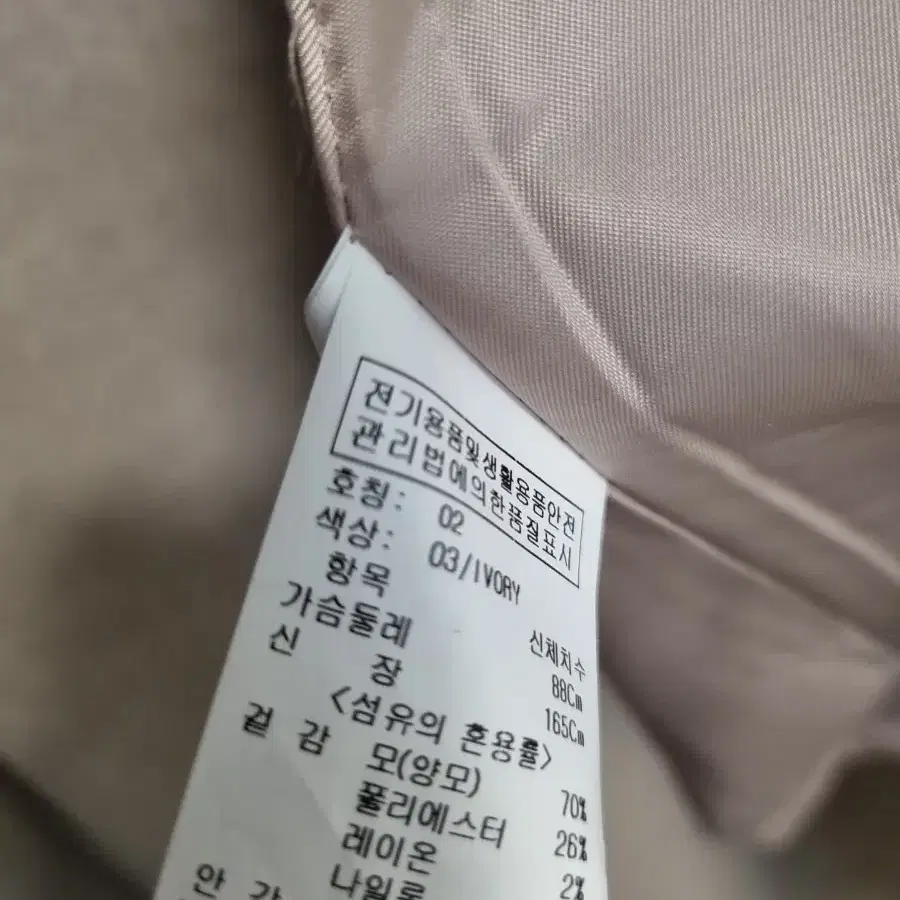 전기용품및생활용품안전
관리법에의한품질표시
호칭: 02
색상: 03/IVORY
항목 신체치수
가슴둘레 88Cm
신 장 165Cm
<섬유의 혼용률>
겉 감 모(양모) 70%
폴리에스터 26%
레이온 2%
나일론
안 감